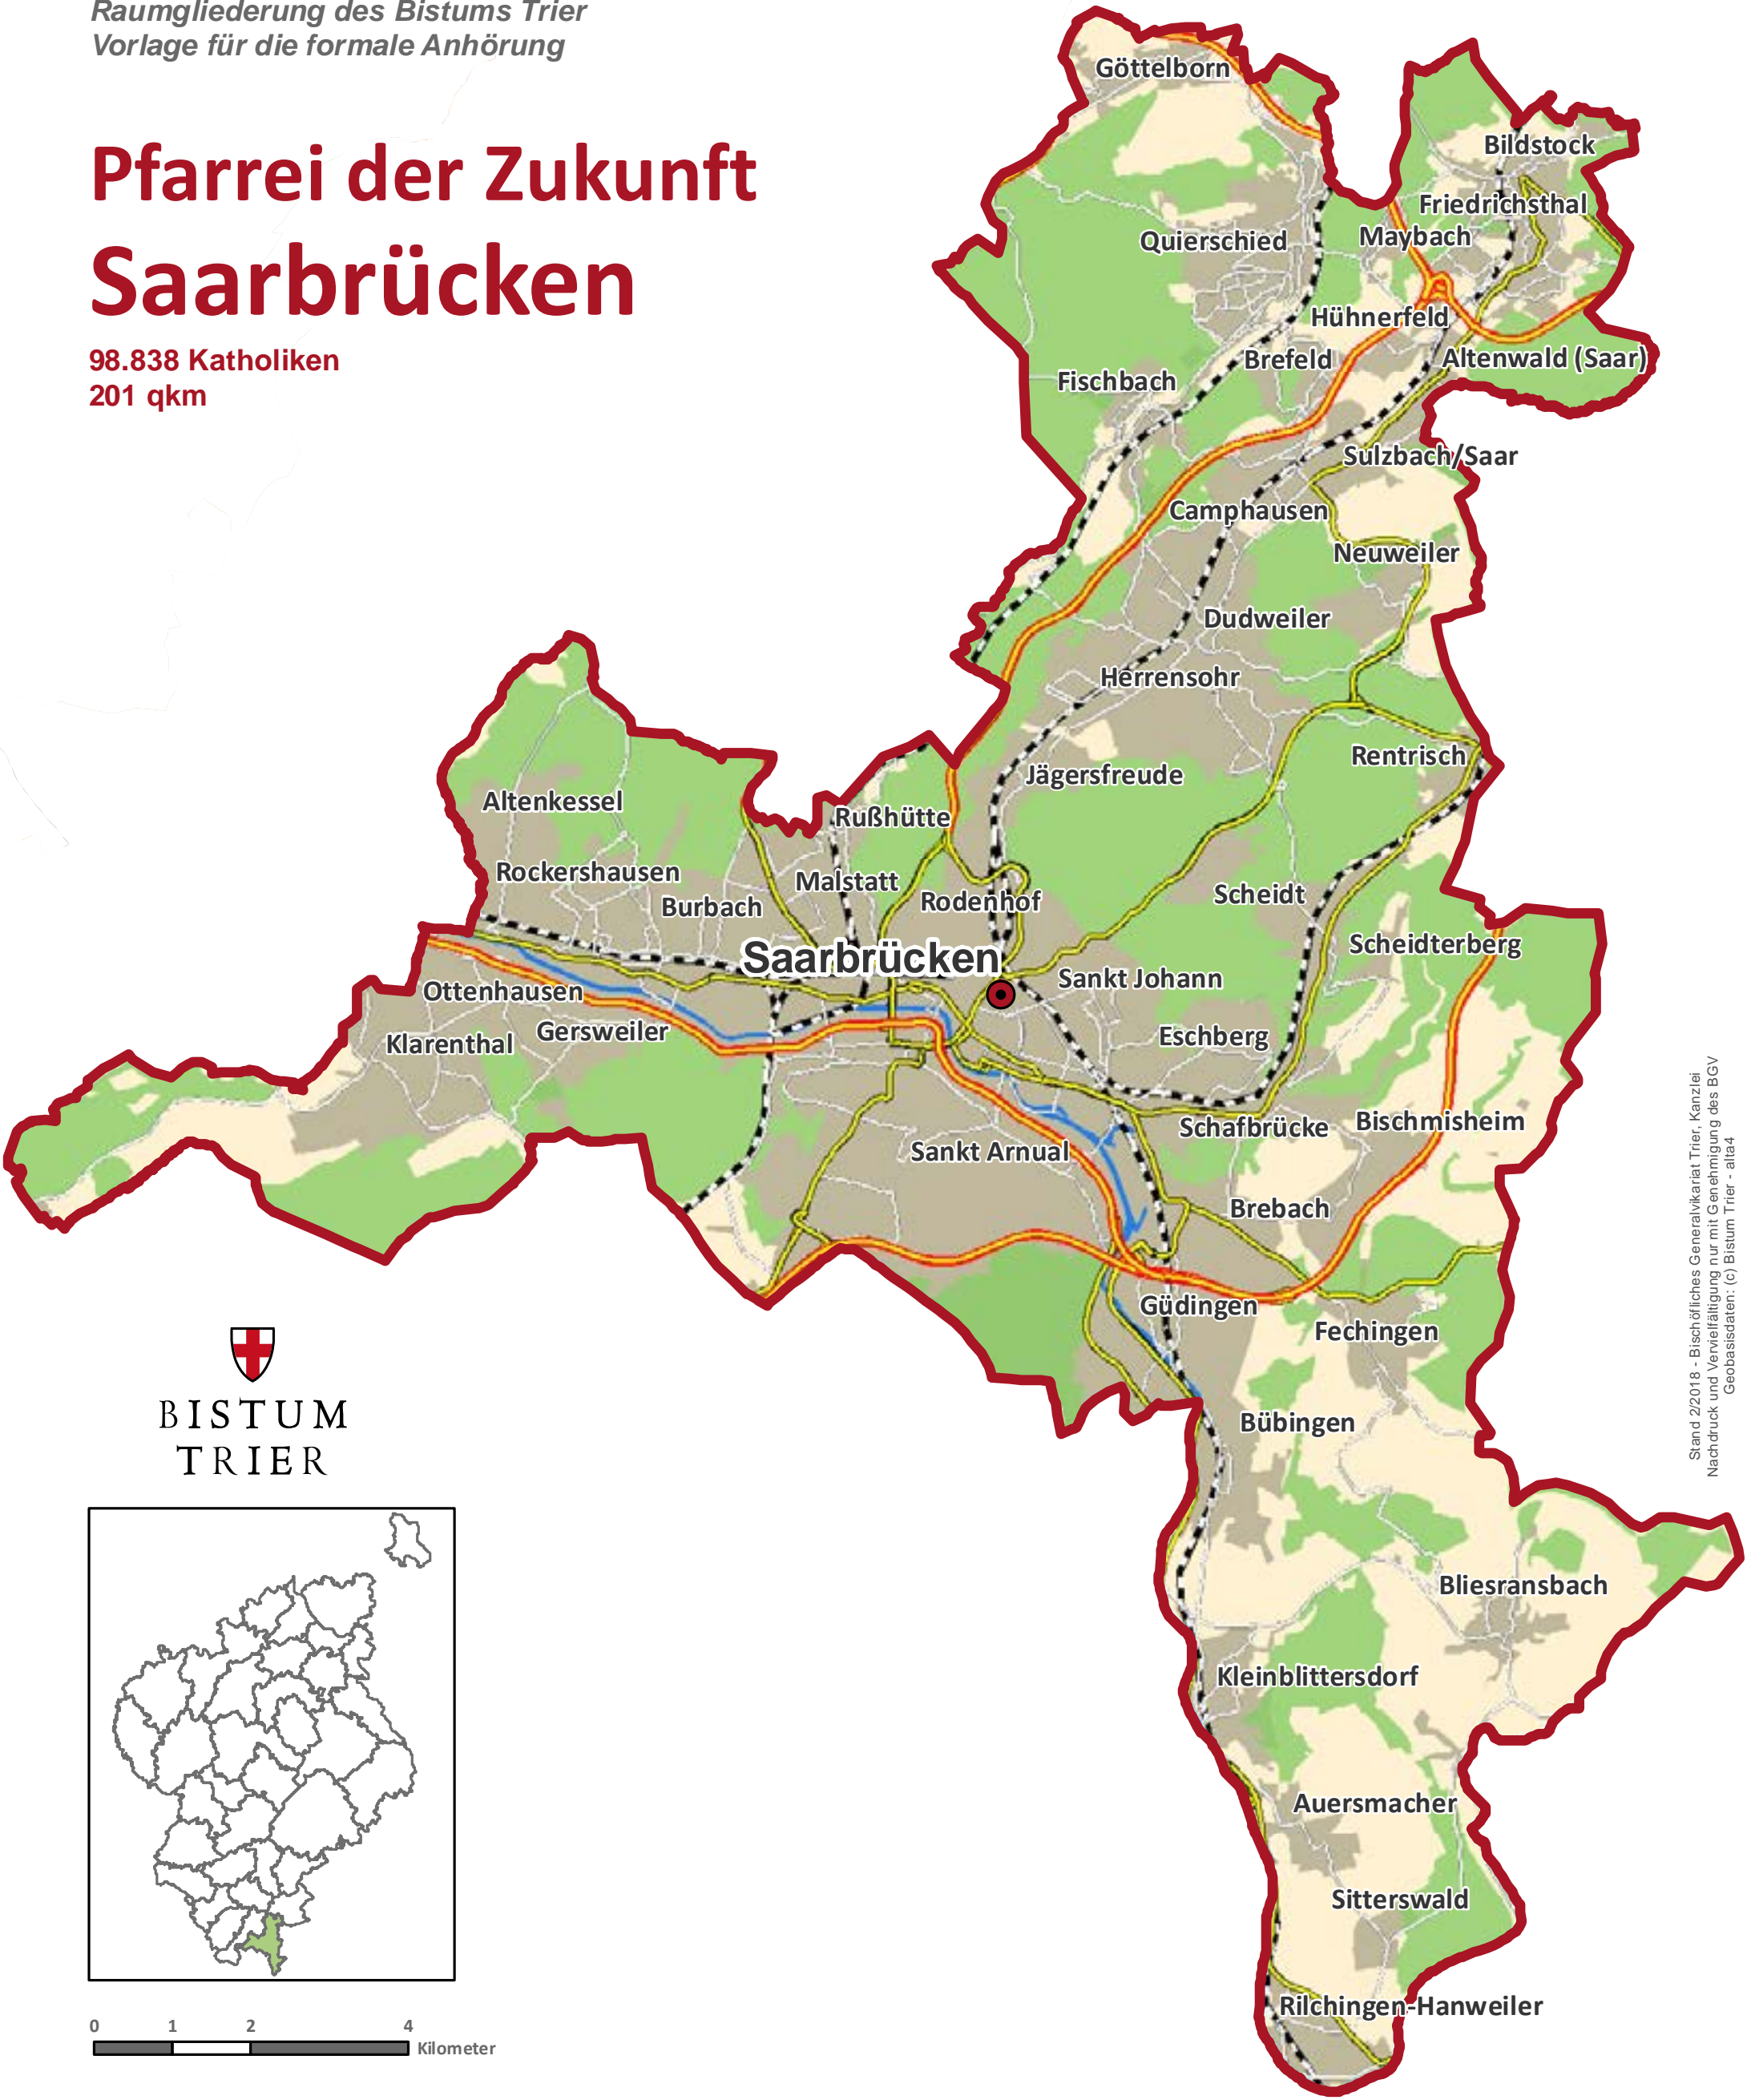 Raumgliederung des Bistums Trier
Vorlage für die formale Anhörung
Pfarrei der Zukunft
Saarbrücken
98.838 Katholiken
201 qkm
Göttelborn
Bildstock
Friedrichsthal
Maybach
Quierschied
Hühnerfeld
Brefeld
Altenwald (Saar)
Fischbach
Sulzbach/Saar
Camphausen
Neuweiler
Dudweiler
Herrensohr
Rentrisch
Jägersfreude
Altenkessel
Rußhütte
Rockershausen
Malstatt
Burbach
Rodenhof
Scheidt
Scheidterberg
Saarbrücken
Sankt Johann
Ottenhausen
Gersweiler
Klarenthal
Eschberg
Schafbrücke
Bischmisheim
Sankt Arnual
Brebach
Güdingen
Fechingen
Bübingen
Bliesransbach
Kleinblittersdorf
Auersmacher
Sitterswald
Rilchingen-Hanweiler
BISTUM
TRIER
0 1 2 4
Kilometer
Stand 2/2018 - Bischöfliches Generalvikariat Trier, Kanzlei
Nachdruck und Vervielfältigung nur mit Genehmigung des BGV
Geobasisdaten: (c) Bistum Trier - alta4